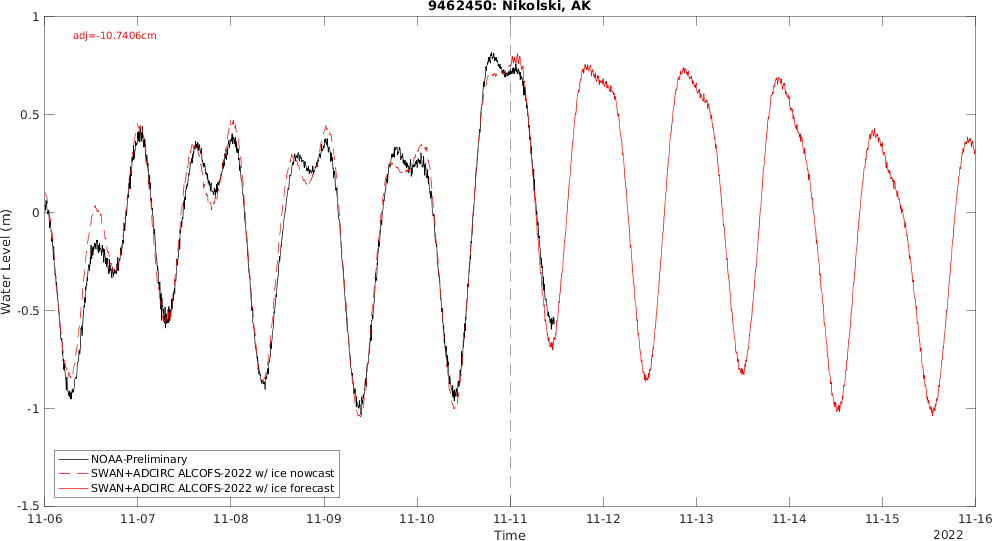 9462450: Nikolski, AK
adj=-10.7406cm
1
0.5
0
-0.5
-1
-1.5
Water Level (m)
NOAA-Preliminary
SWAN+ADCIRC ALCOFS-2022 w/ ice nowcast
SWAN+ADCIRC ALCOFS-2022 w/ ice forecast
11-06 11-07 11-08 11-09 11-10 11-11 11-12 11-13 11-14 11-15 11-16
Time
2022